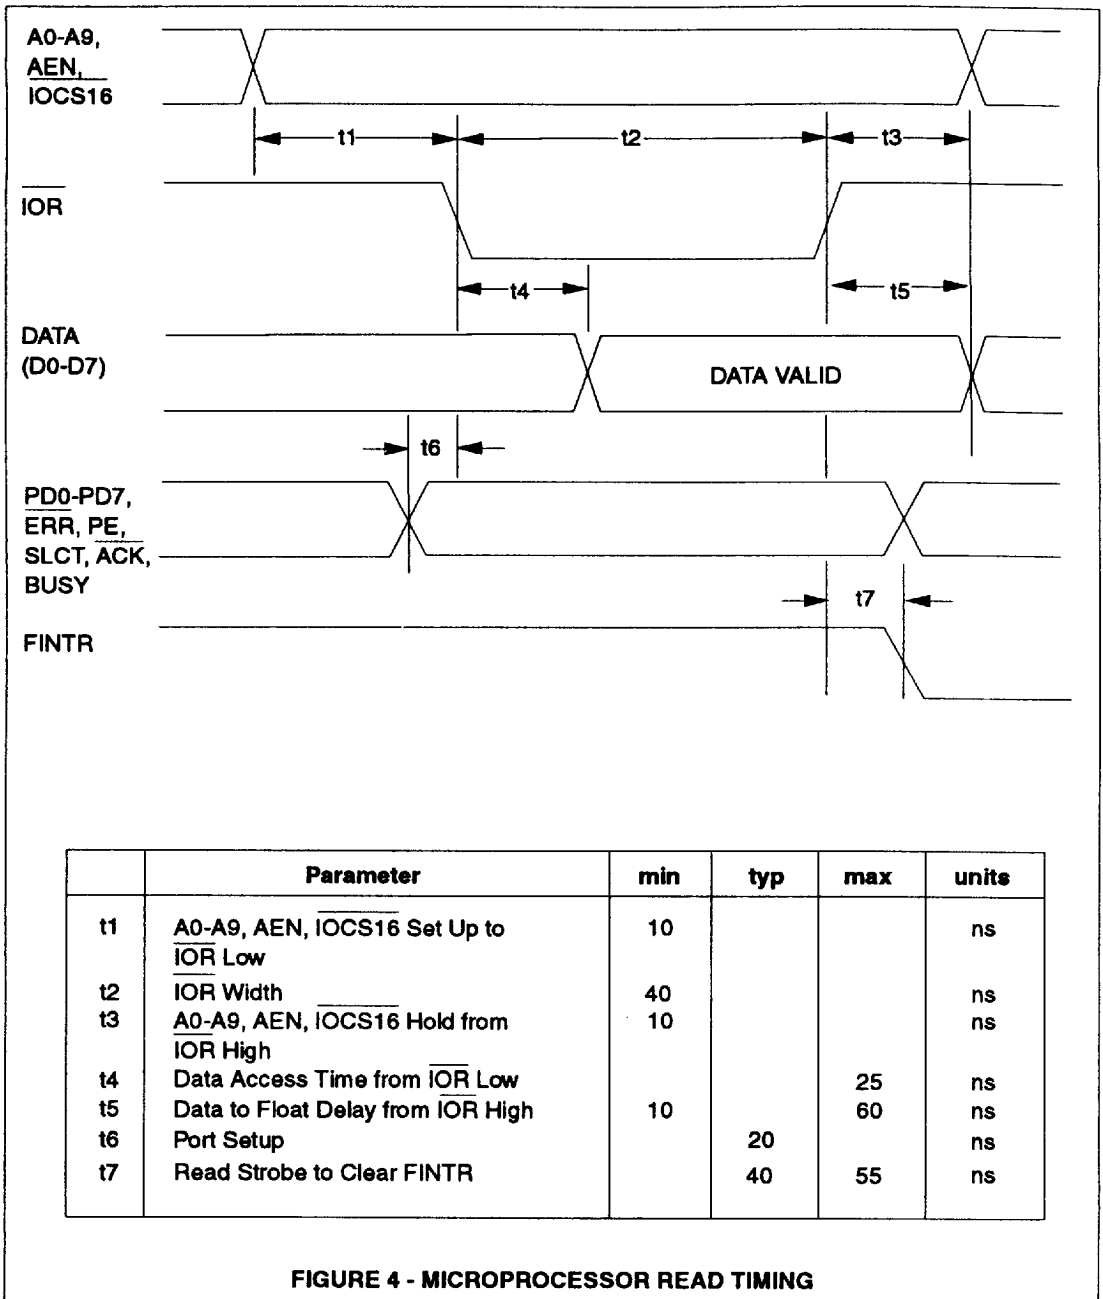 A0-A9,
AEN,
IOCS16
t1
t2
t3
IOR
t4
t5
DATA
(D0-D7)
DATA VALID
t6
PD0-PD7,
ERR, PE,
SLCT, ACK,
BUSY
t7
FINTR
Parameter min typ max units
t1 A0-A9, AEN, IOCS16 Set Up to 10 ns
IOR Low
t2 IOR Width 40 ns
t3 A0-A9, AEN, IOCS16 Hold from 10 ns
IOR High
t4 Data Access Time from IOR Low 25 ns
t5 Data to Float Delay from IOR High 10 60 ns
t6 Port Setup 20 ns
t7 Read Strobe to Clear FINTR 40 55 ns
FIGURE 4 - MICROPROCESSOR READ TIMING